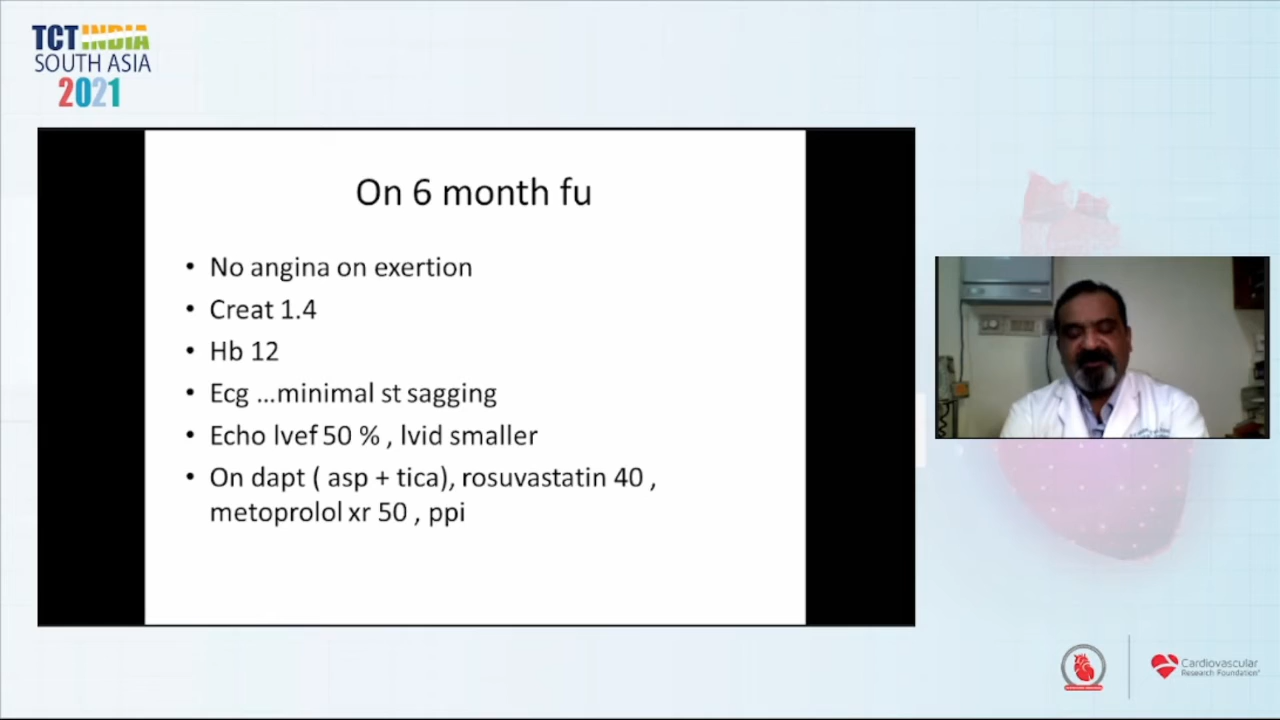 TCT INDIA
SOUTH ASIA
2021
On 6 month fu
• No angina on exertion
• Creat 1.4
• Hb 12
• Ecg ...minimal st sagging
• Echo lvef 50 % , lvid smaller
• On dapt ( asp + tica), rosuvastatin 40 ,
metoprolol xr 50 , ppi
Cardiovascular
Research Foundation